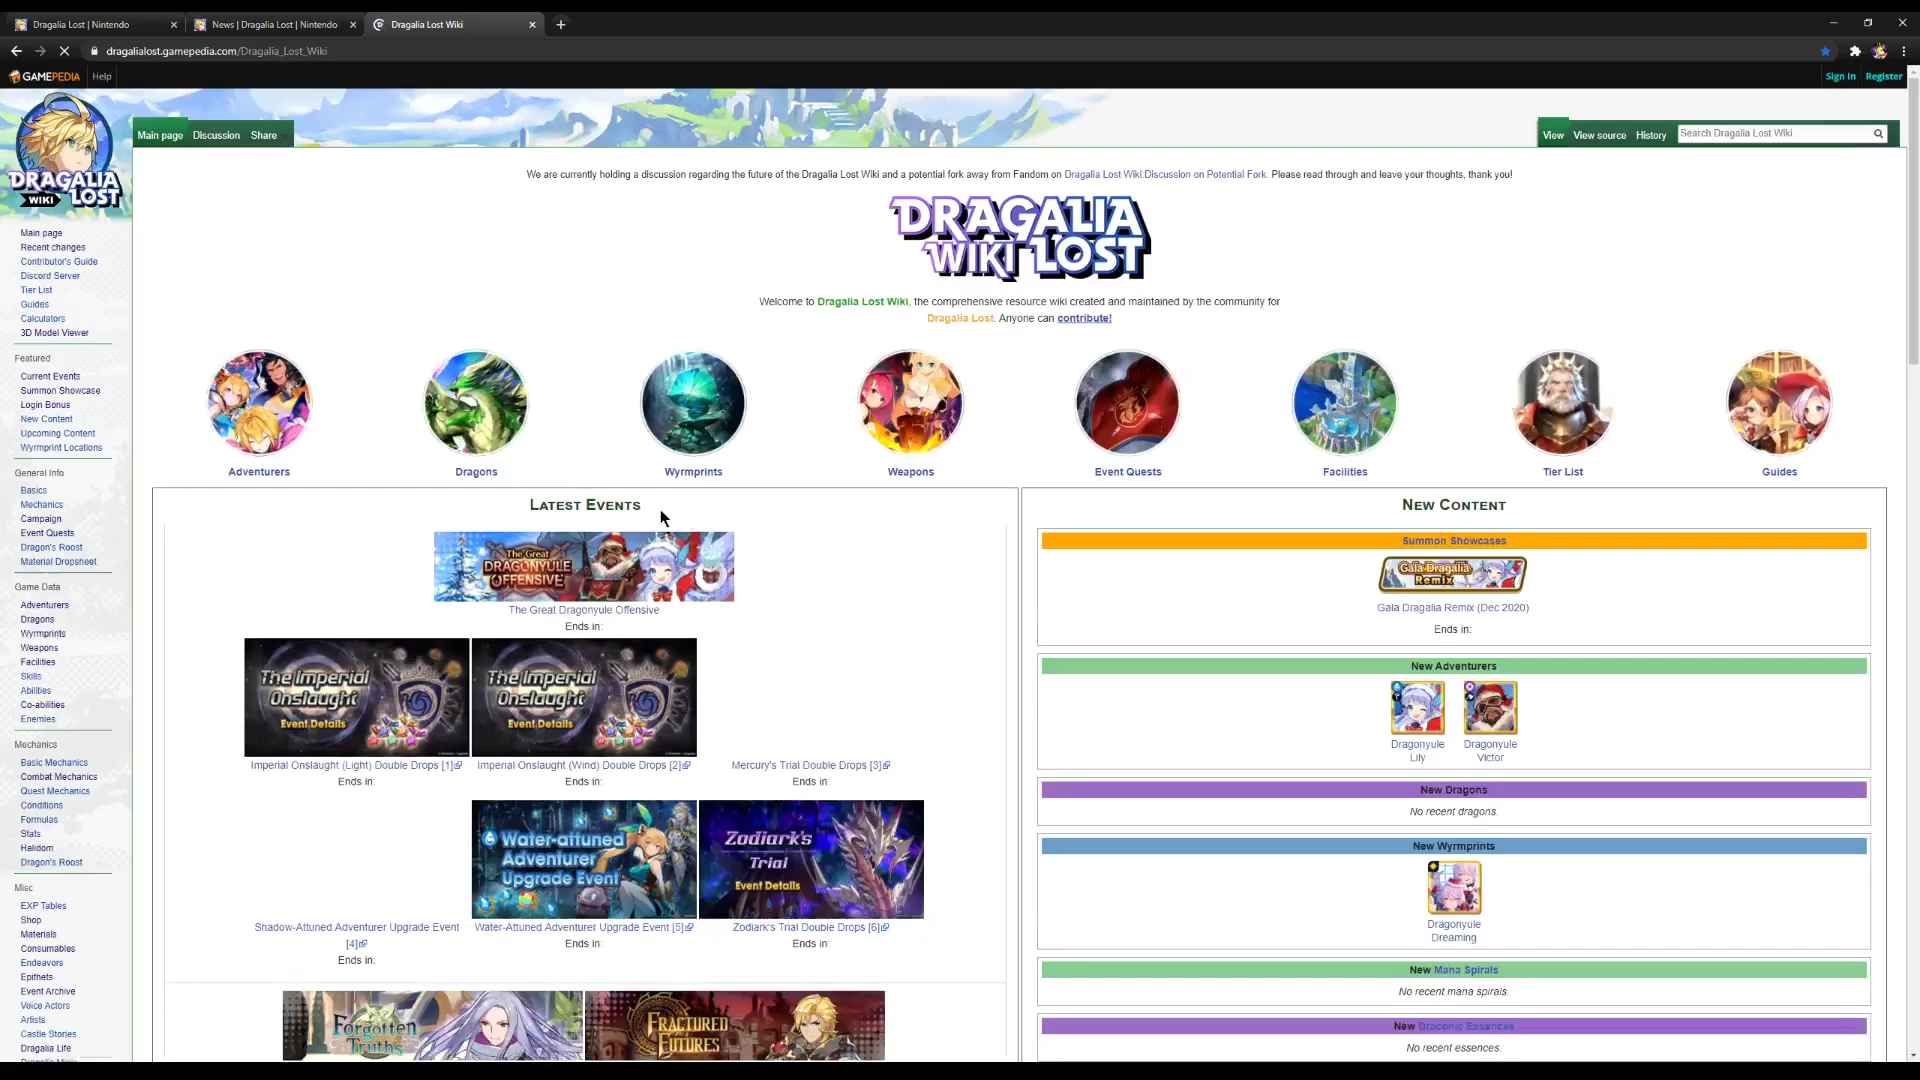 Dragalia Lost | Nintendo
News | Dragalia Lost | Nintendo
Dragalia Lost Wiki
dragalialost.gamepedia.com/Dragalia_Lost_Wiki
GAMEPEDIA Help
Sign In Register
DRAGALIA LOST WIKI
Main page Discussion Share
View View source History Search Dragalia Lost Wiki
We are currently holding a discussion regarding the future of the Dragalia Lost Wiki and a potential fork away from Fandom on Dragalia Lost Wiki:Discussion on Potential Fork. Please read through and leave your thoughts, thank you!
DRAGALIA
WIKI LOST
Welcome to Dragalia Lost Wiki, the comprehensive resource wiki created and maintained by the community for
Dragalia Lost. Anyone can contribute!
Main page
Recent changes
Contributor's Guide
Discord Server
Tier List
Guides
Calculators
3D Model Viewer
Featured
Current Events
Summon Showcase
Login Bonus
New Content
Upcoming Content
Wyrmprint Locations
General Info
Basics
Mechanics
Campaign
Event Quests
Dragon's Roost
Material Dropsheet
Game Data
Adventurers
Dragons
Wyrmprints
Weapons
Facilities
Skills
Abilities
Co-abilities
Enemies
Mechanics
Basic Mechanics
Combat Mechanics
Quest Mechanics
Conditions
Formulas
Stats
Halidom
Dragon's Roost
Misc
EXP Tables
Shop
Materials
Consumables
Endeavors
Epithets
Event Archive
Voice Actors
Artists
Castle Stories
Dragalia Life
Adventurers Dragons Wyrmprints Weapons Event Quests Facilities Tier List Guides
LATEST EVENTS
The Great
DRAGONYULE
OFFENSIVE
The Great Dragonyule Offensive
Ends in:
The Imperial
Onslaught
Event Details
The Imperial
Onslaught
Event Details
Imperial Onslaught (Light) Double Drops [1]
Ends in:
Imperial Onslaught (Wind) Double Drops [2]
Ends in:
Mercury's Trial Double Drops [3]
Ends in:
Water-attuned
Adventurer
Upgrade Event
Zodiark's
Trial
Event Details
Shadow-Attuned Adventurer Upgrade Event
[4]
Ends in:
Water-Attuned Adventurer Upgrade Event [5]
Ends in:
Zodiark's Trial Double Drops [6]
Ends in:
Forgotten
Truths
FRACTURED
FUTURES
NEW CONTENT
Summon Showcases
Gala Dragalia
Remix
Gala Dragalia Remix (Dec 2020)
Ends in:
New Adventurers
Dragonyule
Lily
Dragonyule
Victor
New Dragons
No recent dragons.
New Wyrmprints
Dragonyule
Dreaming
New Mana Spirals
No recent mana spirals.
New Draconic Essences
No recent essences.